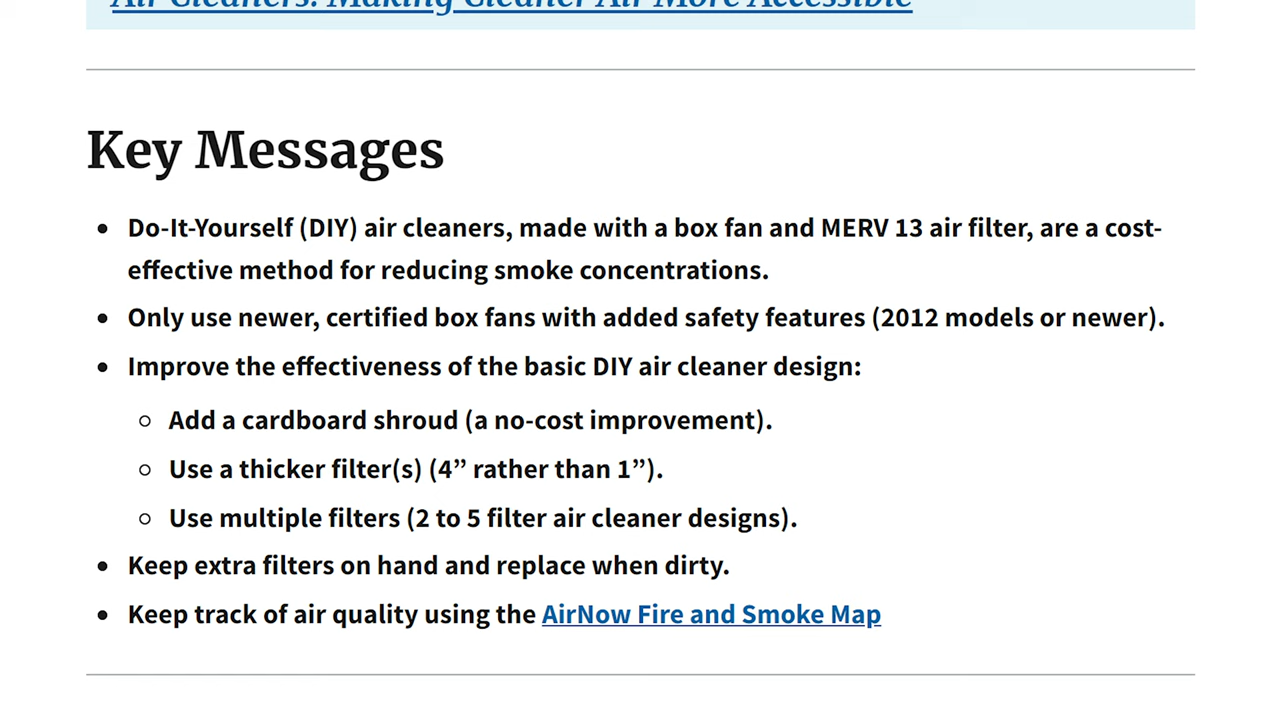 Air Cleaners: Making Cleaner Air More Accessible
Key Messages
Do-It-Yourself (DIY) air cleaners, made with a box fan and MERV 13 air filter, are a cost-
effective method for reducing smoke concentrations.
Only use newer, certified box fans with added safety features (2012 models or newer).
Improve the effectiveness of the basic DIY air cleaner design:
Add a cardboard shroud (a no-cost improvement).
Use a thicker filter(s) (4” rather than 1”).
Use multiple filters (2 to 5 filter air cleaner designs).
Keep extra filters on hand and replace when dirty.
Keep track of air quality using the AirNow Fire and Smoke Map